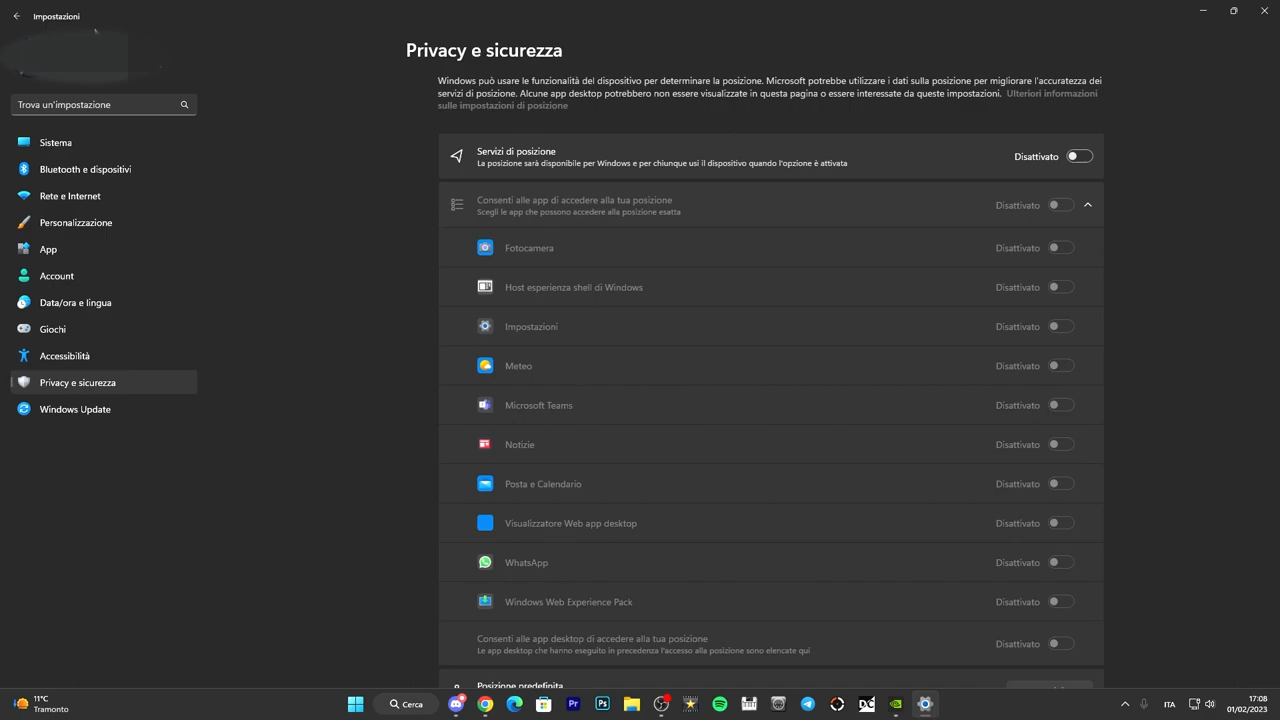 Impostazioni
Privacy e sicurezza
Windows può usare le funzionalità del dispositivo per determinare la posizione. Microsoft potrebbe utilizzare i dati sulla posizione per migliorare l'accuratezza dei
servizi di posizione. Alcune app desktop potrebbero non essere visualizzate in questa pagina o essere interessate da queste impostazioni. Ulteriori informazioni
sulle impostazioni di posizione
Trova un'impostazione
Sistema
Bluetooth e dispositivi
Rete e Internet
Personalizzazione
App
Account
Data/ora e lingua
Giochi
Accessibilità
Privacy e sicurezza
Windows Update
Servizi di posizione
La posizione sarà disponibile per Windows e per chiunque usi il dispositivo quando l'opzione è attivata
Disattivato
Consenti alle app di accedere alla tua posizione
Scegli le app che possono accedere alla posizione esatta
Disattivato
Fotocamera Disattivato
Host esperienza shell di Windows Disattivato
Impostazioni Disattivato
Meteo Disattivato
Microsoft Teams Disattivato
Notizie Disattivato
Posta e Calendario Disattivato
Visualizzatore Web app desktop Disattivato
WhatsApp Disattivato
Windows Web Experience Pack Disattivato
Consenti alle app desktop di accedere alla tua posizione
Le app desktop che hanno eseguito in precedenza l'accesso alla posizione sono elencate qui
Disattivato
Posizione predefinita
11°C
Tramonto
Cerca
Pr
Ps
ITA
17:08
01/02/2023